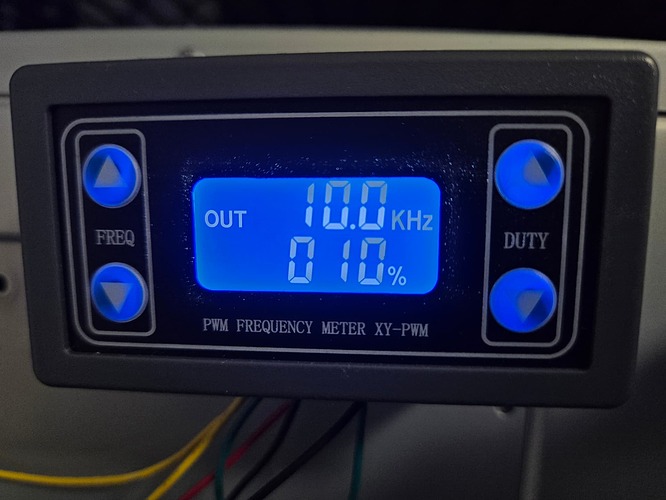 OUT 10.0 KHz
010%
FREQ
DUTY
PWM FREQUENCY METER XY-PWM